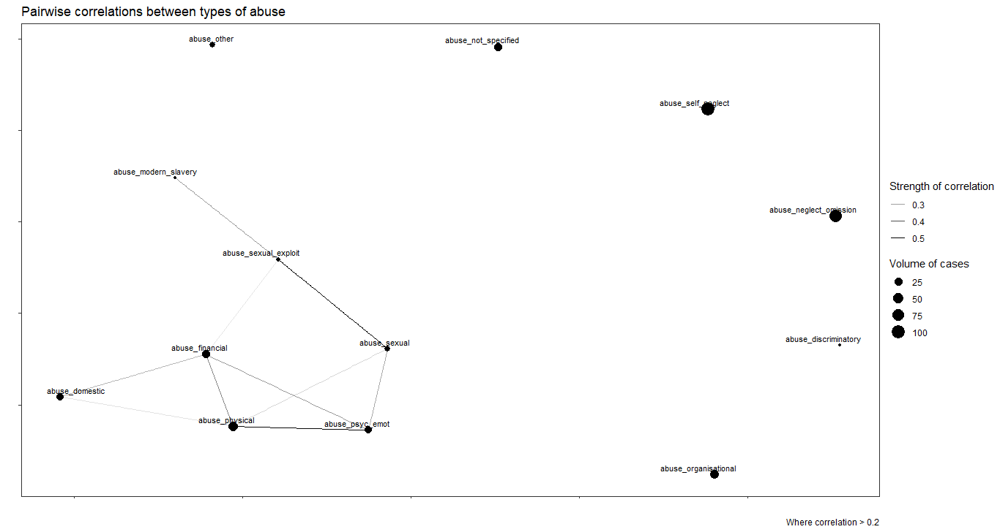 Pairwise correlations between types of abuse
abuse_other
abuse_not_specified
abuse_self_neglect
abuse_modern_slavery
abuse_neglect_omission
abuse_sexual_exploit
abuse_discriminatory
abuse_sexual
abuse_financial
abuse_domestic
abuse_physical
abuse_psyc_emot
abuse_organisational
Strength of correlation
0.3
0.4
0.5
Volume of cases
25
50
75
100
Where correlation > 0.2